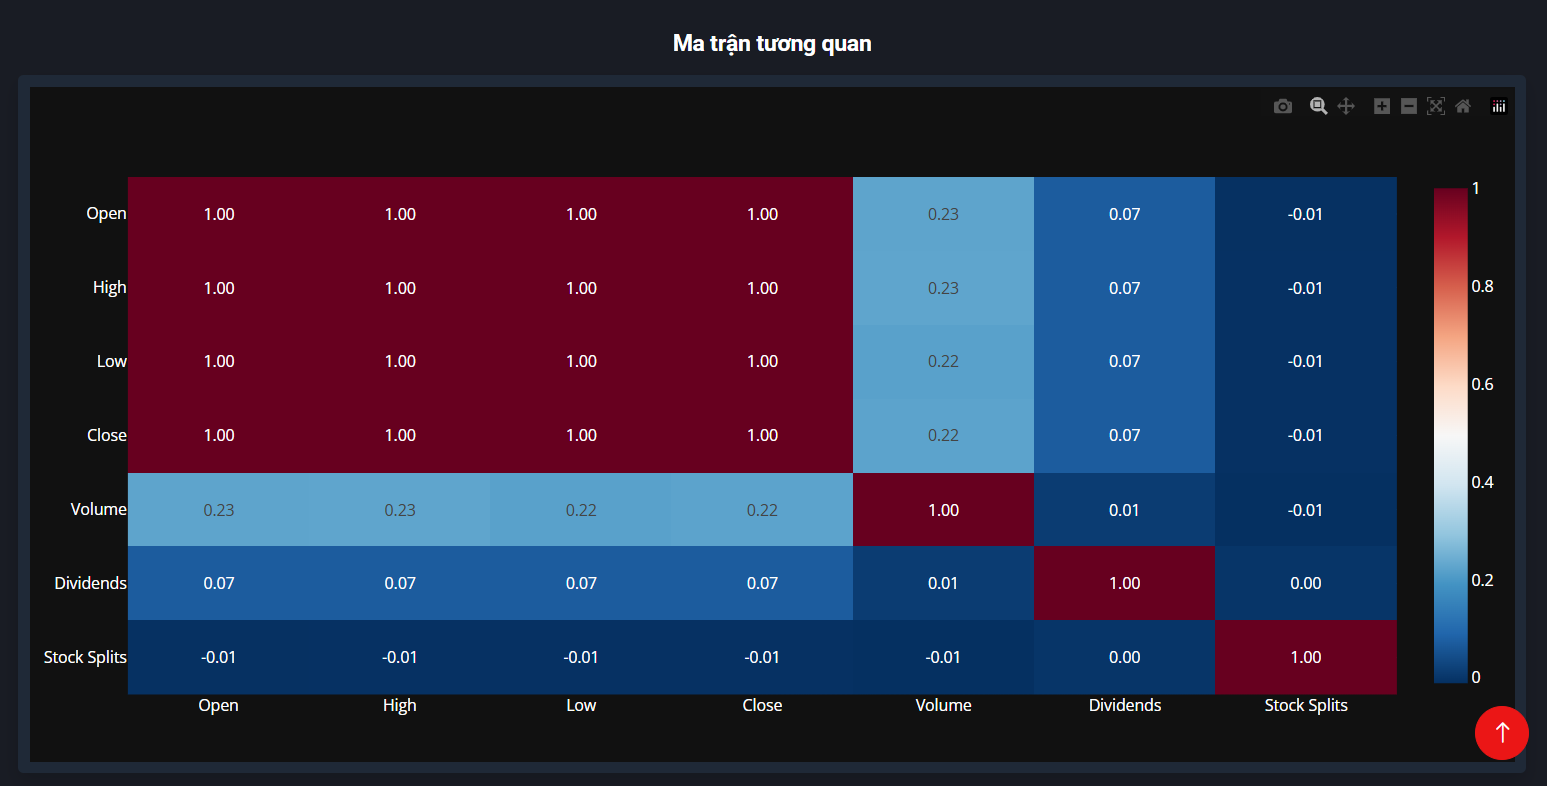 Ma trận tương quan
Open 1.00 1.00 1.00 1.00 0.23 0.07 -0.01
High 1.00 1.00 1.00 1.00 0.23 0.07 -0.01
Low 1.00 1.00 1.00 1.00 0.22 0.07 -0.01
Close 1.00 1.00 1.00 1.00 0.22 0.07 -0.01
Volume 0.23 0.23 0.22 0.22 1.00 0.01 -0.01
Dividends 0.07 0.07 0.07 0.07 0.01 1.00 0.00
Stock Splits -0.01 -0.01 -0.01 -0.01 -0.01 0.00 1.00
Open High Low Close Volume Dividends Stock Splits
1
0.8
0.6
0.4
0.2
0